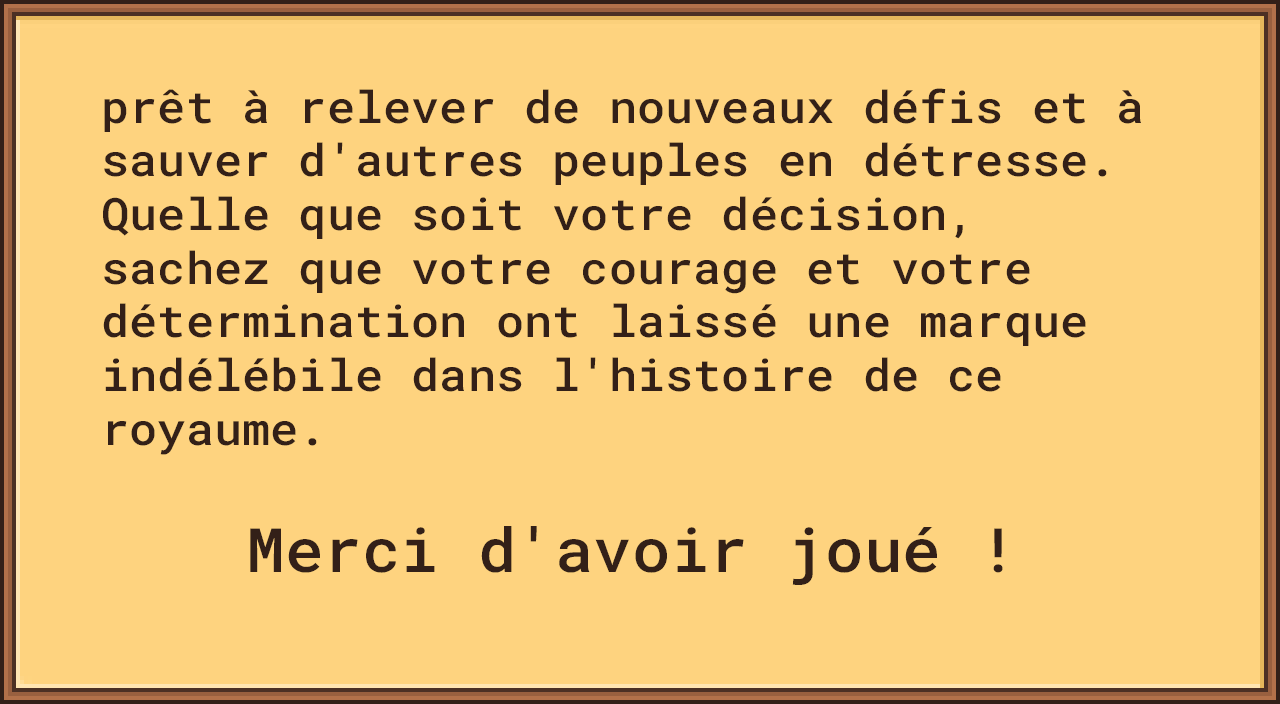 prêt à relever de nouveaux défis et à
sauver d'autres peuples en détresse.
Quelle que soit votre décision,
sachez que votre courage et votre
détermination ont laissé une marque
indélébile dans l'histoire de ce
royaume.
Merci d'avoir joué !